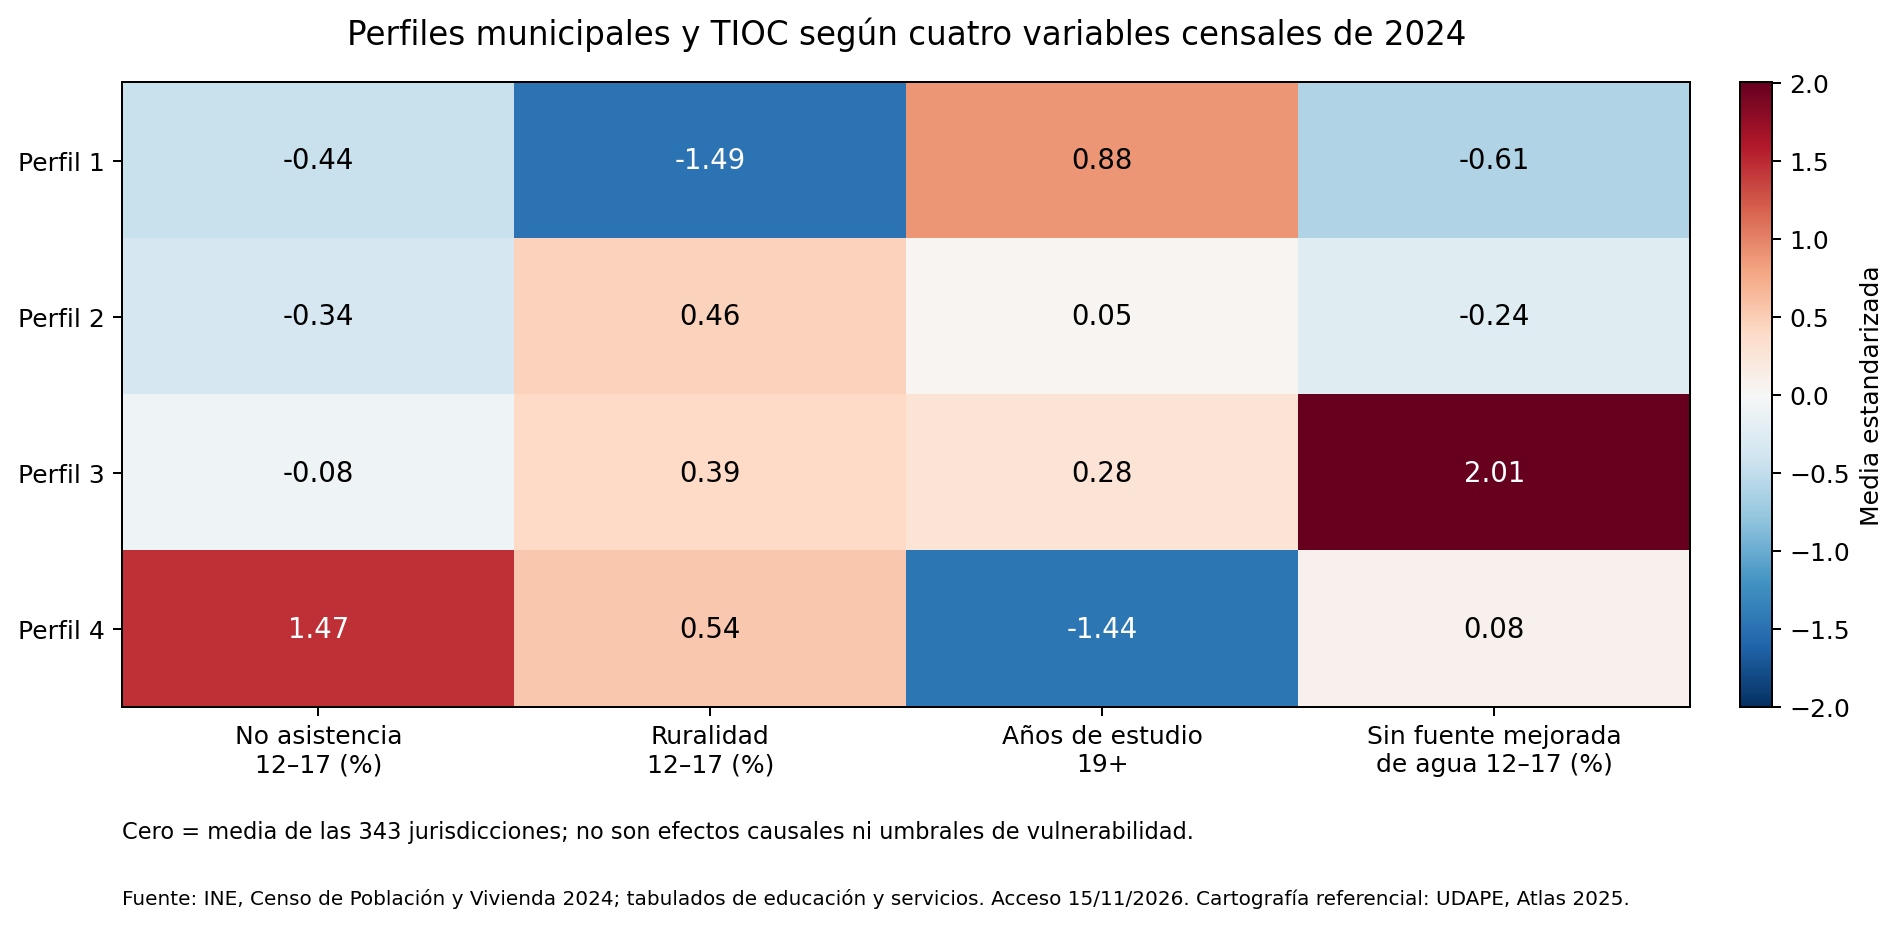 Perfiles municipales y TIOC según cuatro variables censales de 2024
Perfil 1
-0.44
-1.49
0.88
-0.61
Perfil 2
-0.34
0.46
0.05
-0.24
Perfil 3
-0.08
0.39
0.28
2.01
Perfil 4
1.47
0.54
-1.44
0.08
No asistencia
12–17 (%)
Ruralidad
12–17 (%)
Años de estudio
19+
Sin fuente mejorada
de agua 12–17 (%)
2.0
1.5
1.0
0.5
0.0
−0.5
−1.0
−1.5
−2.0
Media estandarizada
Cero = media de las 343 jurisdicciones; no son efectos causales ni umbrales de vulnerabilidad.
Fuente: INE, Censo de Población y Vivienda 2024; tabulados de educación y servicios. Acceso 15/11/2026. Cartografía referencial: UDAPE, Atlas 2025.